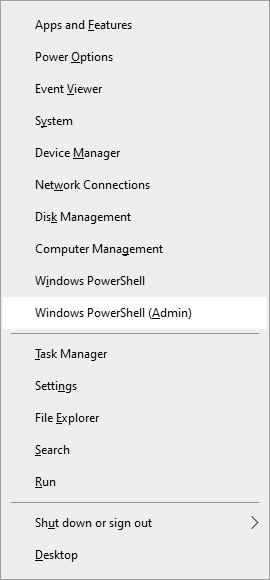 Apps and Features
Power Options
Event Viewer
System
Device Manager
Network Connections
Disk Management
Computer Management
Windows PowerShell
Windows PowerShell (Admin)
Task Manager
Settings
File Explorer
Search
Run
Shut down or sign out
Desktop